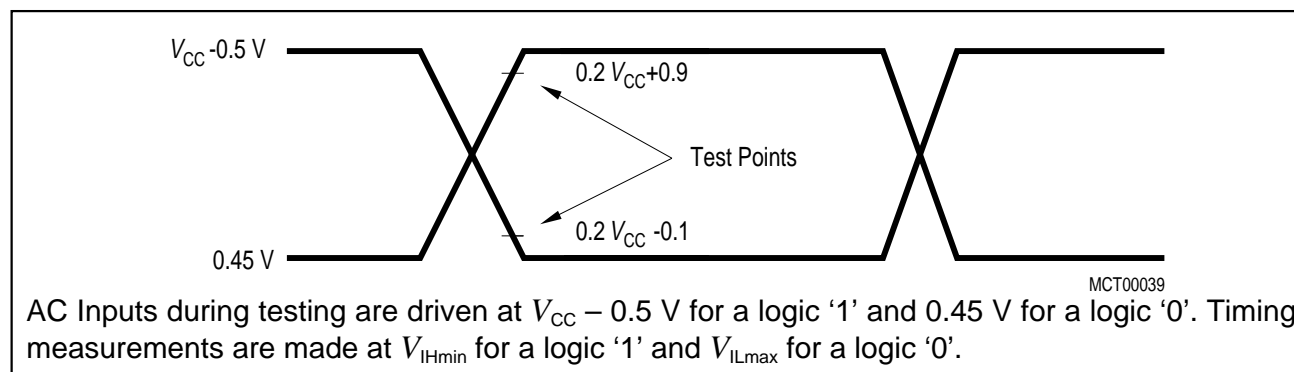 VCC -0.5 V
0.2 VCC+0.9
Test Points
0.2 VCC -0.1
0.45 V
MCT00039
AC Inputs during testing are driven at VCC – 0.5 V for a logic ‘1’ and 0.45 V for a logic ‘0’. Timing
measurements are made at VIHmin for a logic ‘1’ and VILmax for a logic ‘0’.